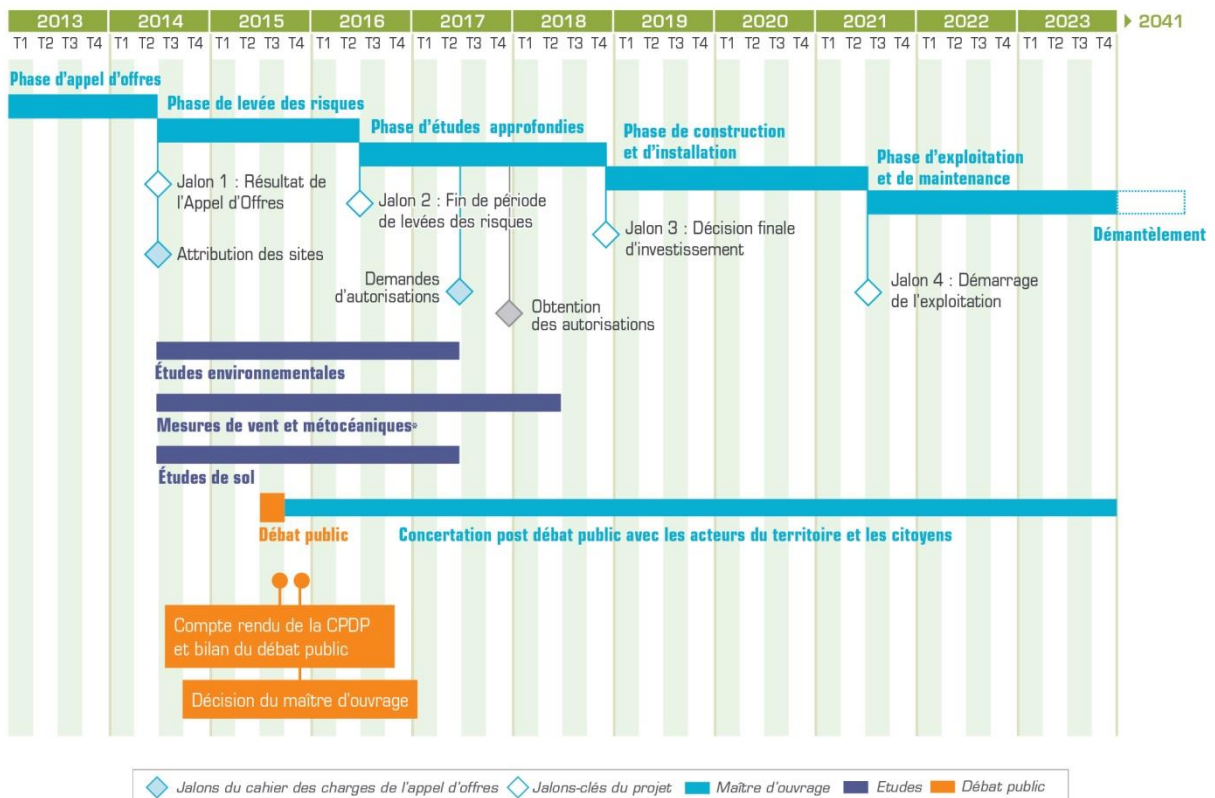 2013 2014 2015 2016 2017 2018 2019 2020 2021 2022 2023 2041
T1 T2 T3 T4 T1 T2 T3 T4 T1 T2 T3 T4 T1 T2 T3 T4 T1 T2 T3 T4 T1 T2 T3 T4 T1 T2 T3 T4 T1 T2 T3 T4 T1 T2 T3 T4 T1 T2 T3 T4 T1 T2 T3 T4
Phase d'appel d'offres
Phase de levée des risques
Phase d'études approfondies
Phase de construction
et d'installation
Phase d'exploitation
et de maintenance
Démantèlement
Jalon 1 : Résultat de
l'Appel d'Offres
Attribution des sites
Jalon 2 : Fin de période
de levées des risques
Demandes
d'autorisations
Obtention
des autorisations
Jalon 3 : Décision finale
d'investissement
Jalon 4 : Démarrage
de l'exploitation
Études environnementales
Mesures de vent et métocéaniques
Études de sol
Débat public
Concertation post débat public avec les acteurs du territoire et les citoyens
Compte rendu de la CPDP
et bilan du débat public
Décision du maître d'ouvrage
Jalons du cahier des charges de l'appel d'offres Jalons-clés du projet Maître d'ouvrage Etudes Débat public